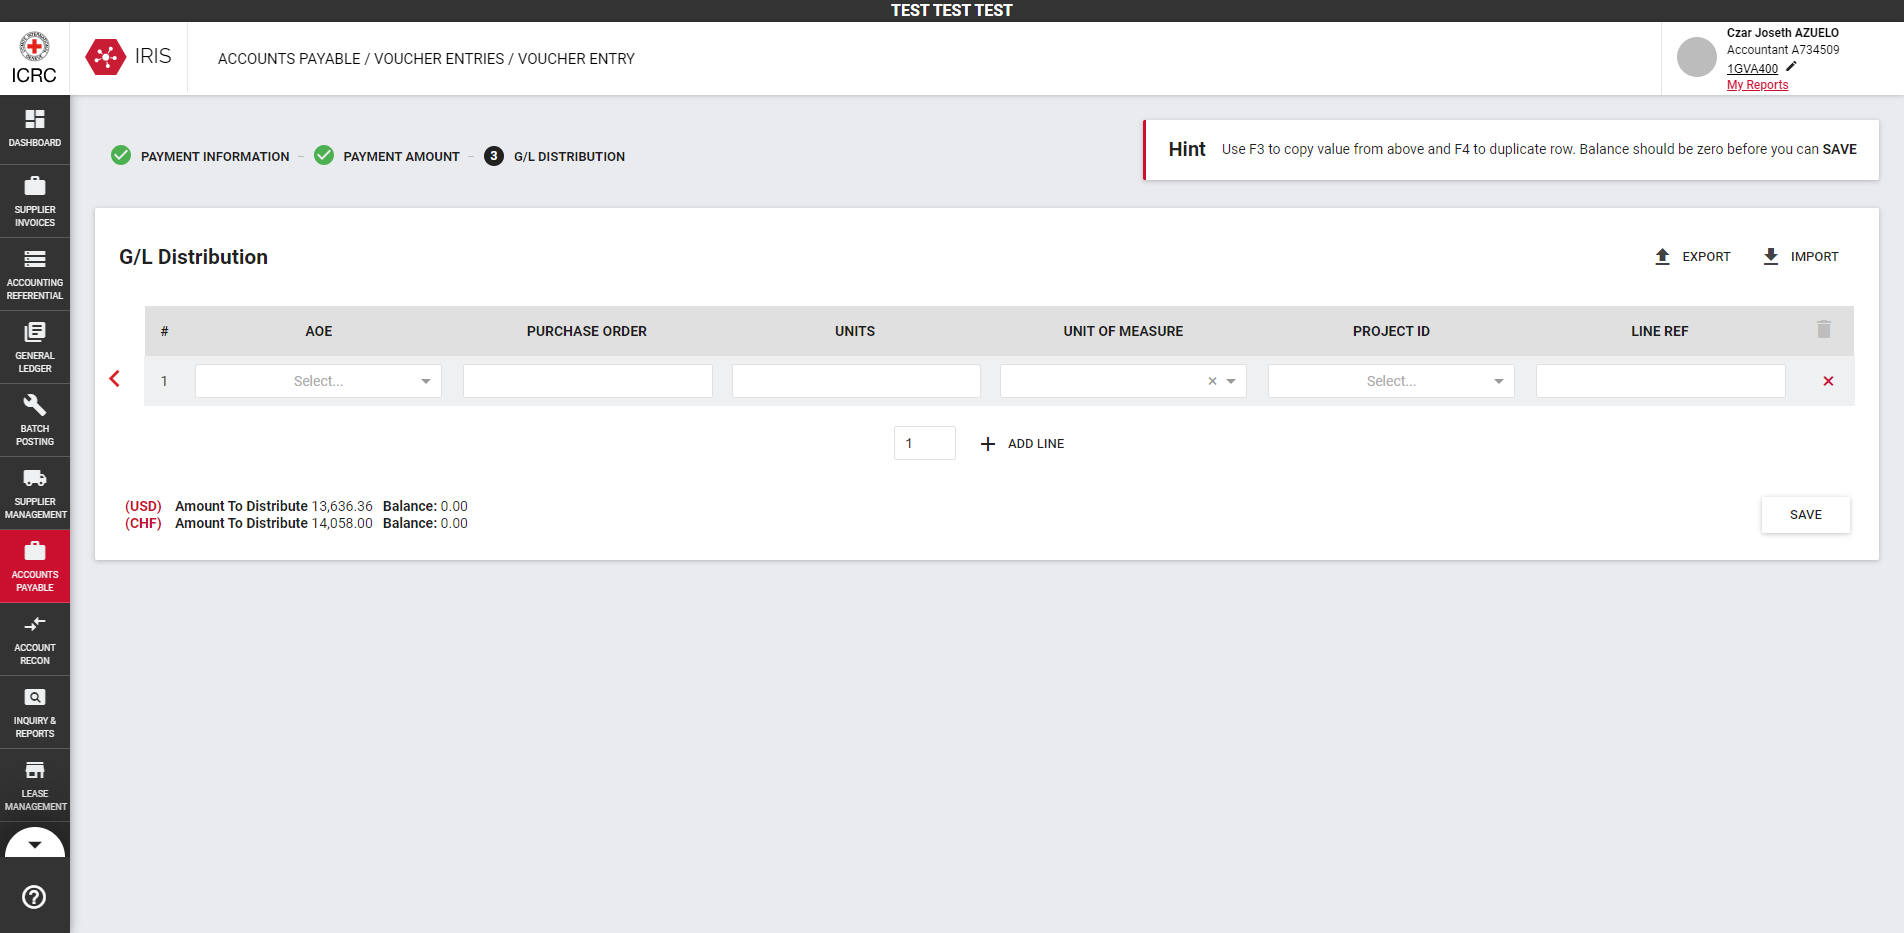 TEST TEST TEST
ICRC
IRIS
ACCOUNTS PAYABLE / VOUCHER ENTRIES / VOUCHER ENTRY
Czar Joseth AZUELO
Accountant A734509
1GVA400
My Reports
DASHBOARD
SUPPLIER
INVOICES
ACCOUNTING
REFERENTIAL
GENERAL
LEDGER
BATCH
POSTING
SUPPLIER
MANAGEMENT
ACCOUNTS
PAYABLE
ACCOUNT
RECON
INQUIRY &
REPORTS
LEASE
MANAGEMENT
PAYMENT INFORMATION
PAYMENT AMOUNT
3 G/L DISTRIBUTION
Hint Use F3 to copy value from above and F4 to duplicate row. Balance should be zero before you can SAVE
G/L Distribution
EXPORT IMPORT
# AOE PURCHASE ORDER UNITS UNIT OF MEASURE PROJECT ID LINE REF
1 Select... Select...
1 ADD LINE
(USD) Amount To Distribute 13,636.36 Balance: 0.00
(CHF) Amount To Distribute 14,058.00 Balance: 0.00
SAVE